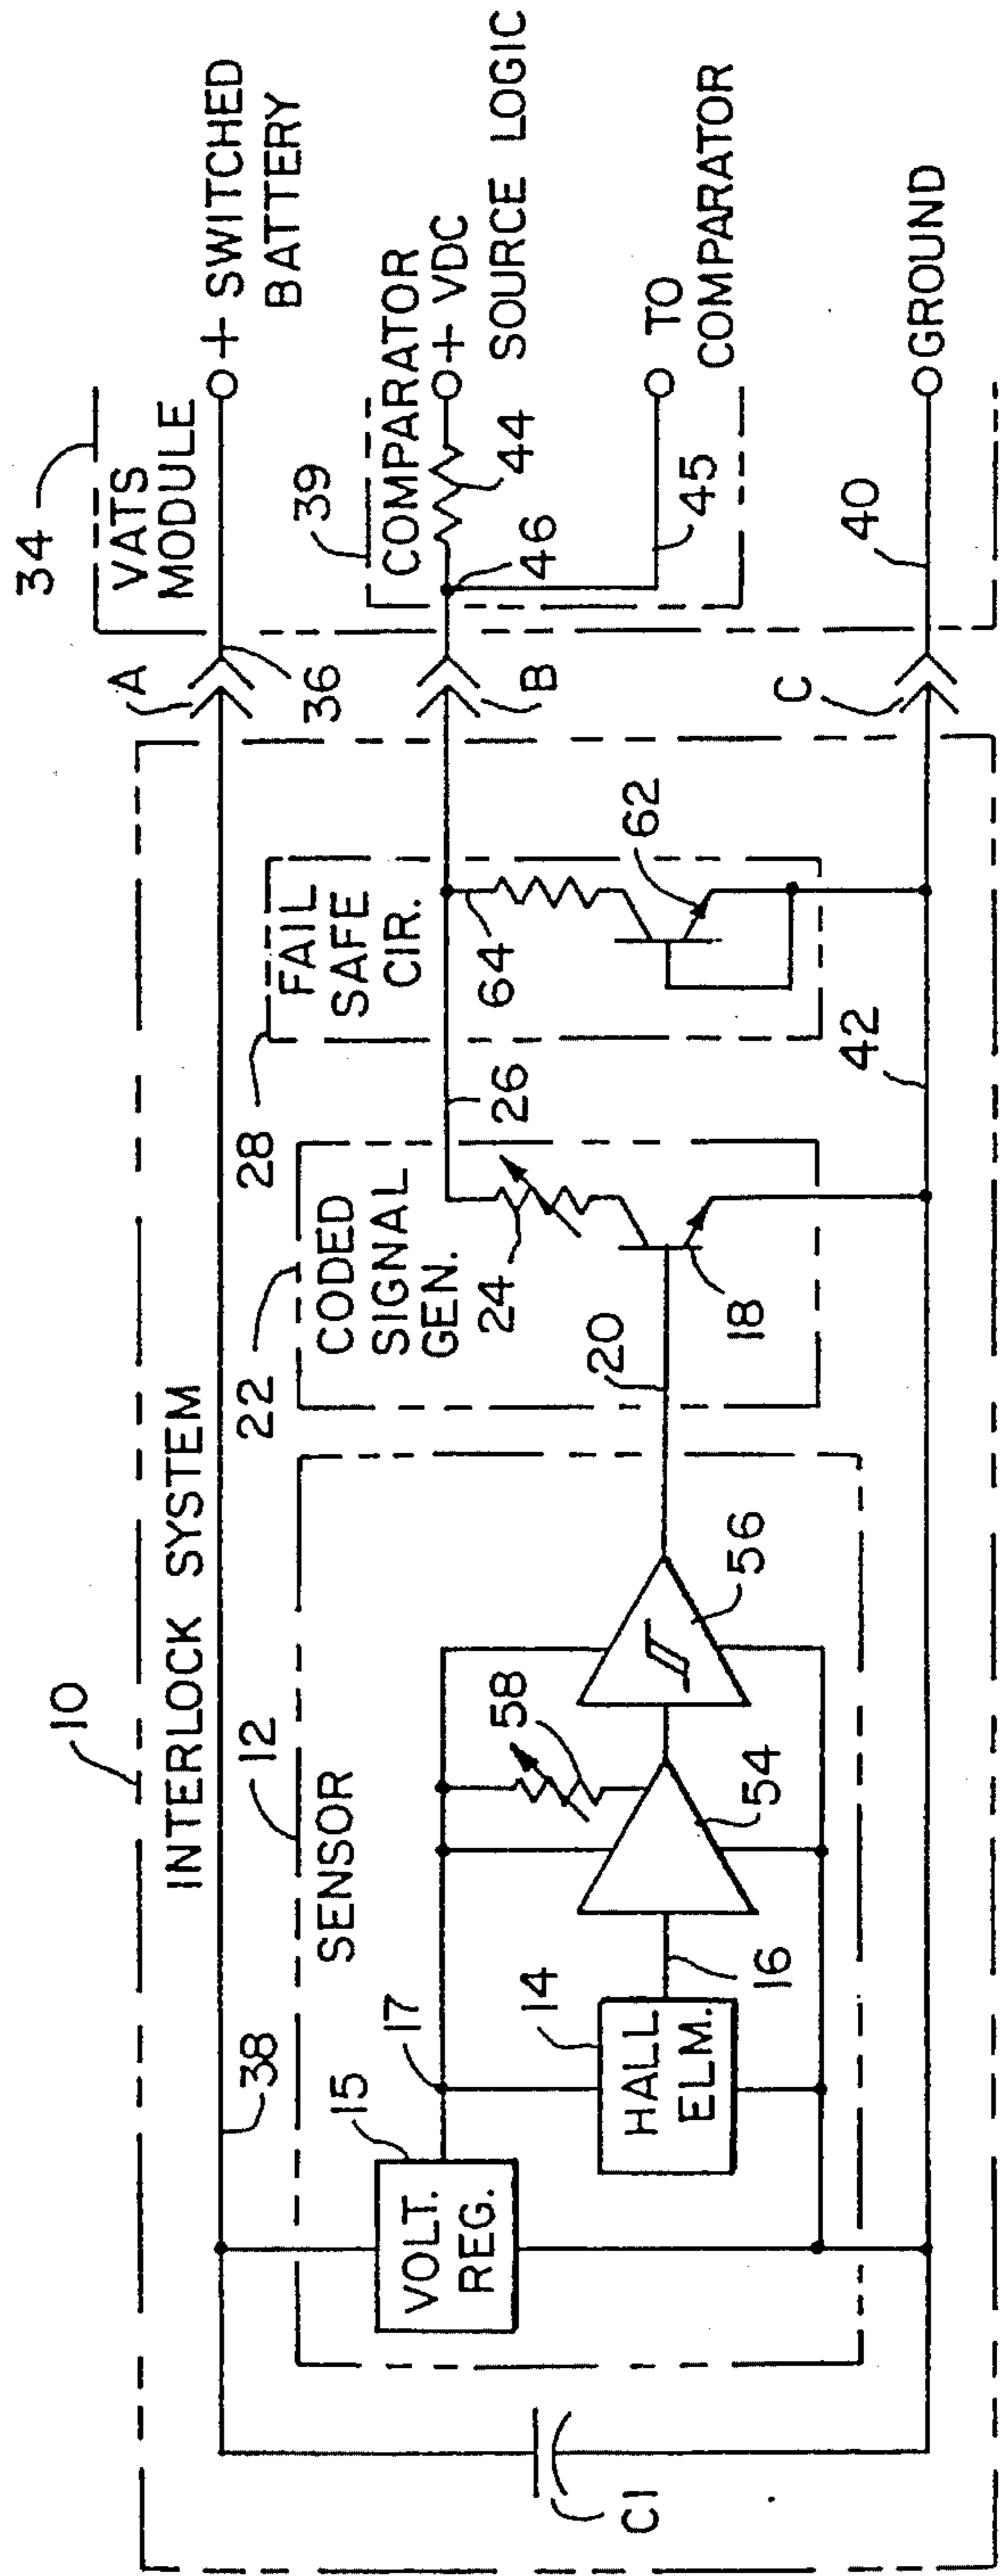 34
VATS
MODULE
+ SWITCHED
BATTERY
A
36
39
COMPARATOR
+ VDC
SOURCE LOGIC
44
46
B
TO
COMPARATOR
45
C
40
GROUND
10
INTERLOCK SYSTEM
38
12
SENSOR
15
VOLT.
REG.
17
14
HALL
ELM.
16
58
54
56
C1
22
CODED
SIGNAL
GEN.
24
20
18
28
FAIL
SAFE
CIR.
26
64
62
42